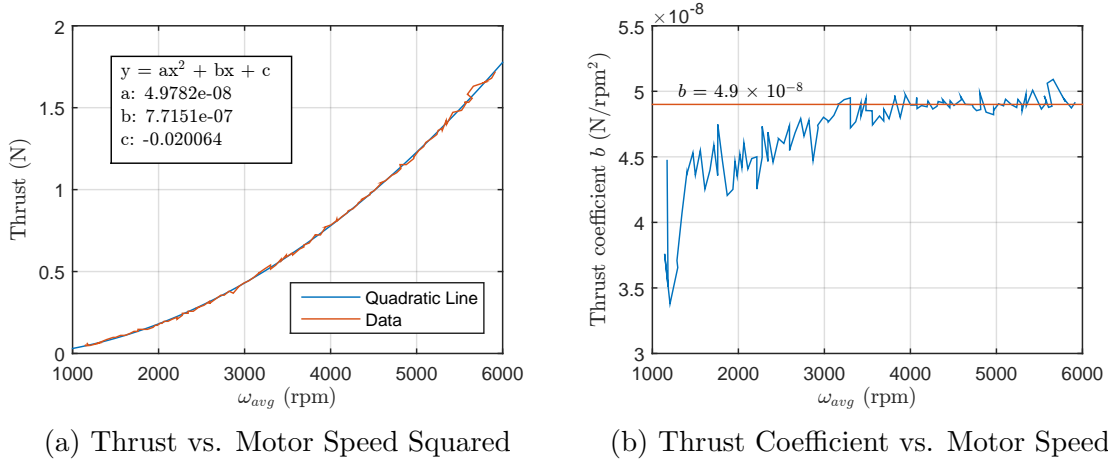 2
1.5
1
0.5
0
Thrust (N)
y = ax² + bx + c
a: 4.9782e-08
b: 7.7151e-07
c: -0.020064
Quadratic Line
Data
1000 2000 3000 4000 5000 6000
ω_avg (rpm)
(a) Thrust vs. Motor Speed Squared
×10⁻⁸
5.5
5
4.5
4
3.5
3
Thrust coefficient b (N/rpm²)
b = 4.9 × 10⁻⁸
1000 2000 3000 4000 5000 6000
ω_avg (rpm)
(b) Thrust Coefficient vs. Motor Speed